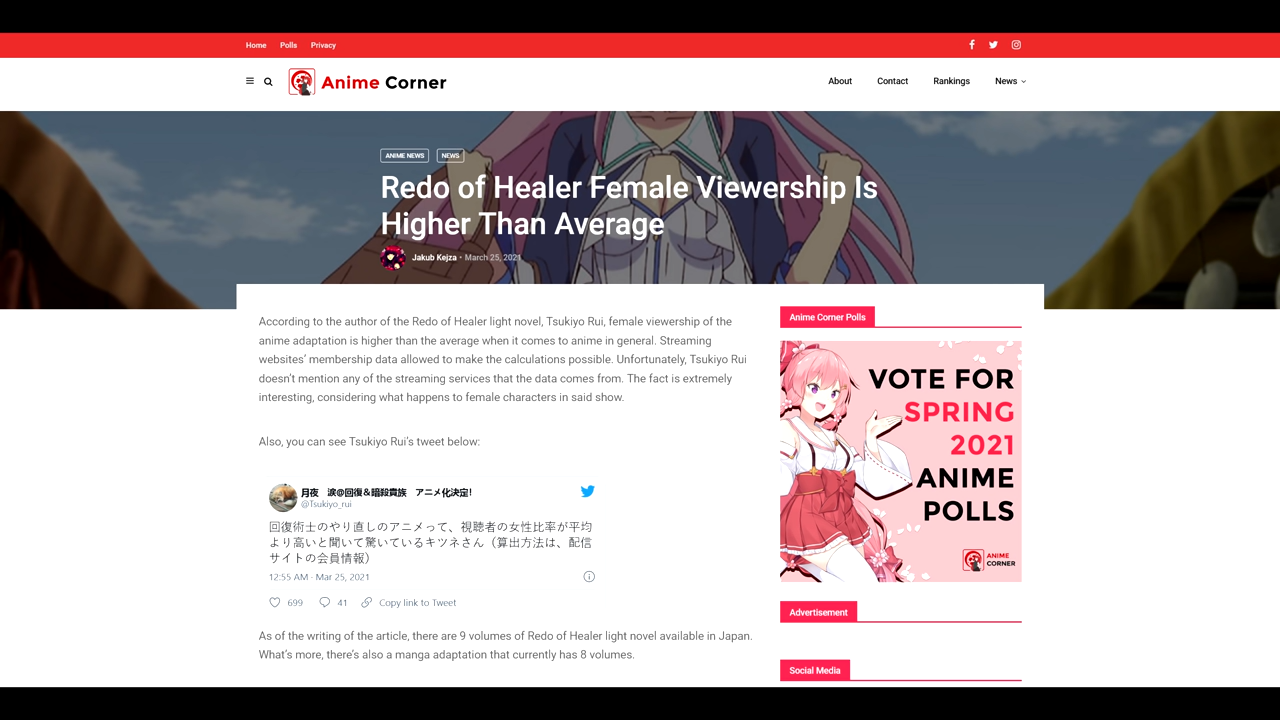 Home Polls Privacy
Anime Corner
About Contact Rankings News
ANIME NEWS NEWS
Redo of Healer Female Viewership Is
Higher Than Average
Jakub Kejza • March 25, 2021
According to the author of the Redo of Healer light novel, Tsukiyo Rui, female viewership of the
anime adaptation is higher than the average when it comes to anime in general. Streaming
websites’ membership data allowed to make the calculations possible. Unfortunately, Tsukiyo Rui
doesn’t mention any of the streaming services that the data comes from. The fact is extremely
interesting, considering what happens to female characters in said show.
Also, you can see Tsukiyo Rui’s tweet below:
月夜　涙@回復&暗殺貴族　アニメ化決定!
@Tsukiyo_rui
回復術士のやり直しのアニメって、視聴者の女性比率が平均
より高いと聞いて驚いているキツネさん（算出方法は、配信
サイトの会員情報）
12:55 AM · Mar 25, 2021
699 41 Copy link to Tweet
As of the writing of the article, there are 9 volumes of Redo of Healer light novel available in Japan.
What’s more, there’s also a manga adaptation that currently has 8 volumes.
Anime Corner Polls
VOTE FOR
SPRING
2021
ANIME
POLLS
ANIME
CORNER
Advertisement
Social Media